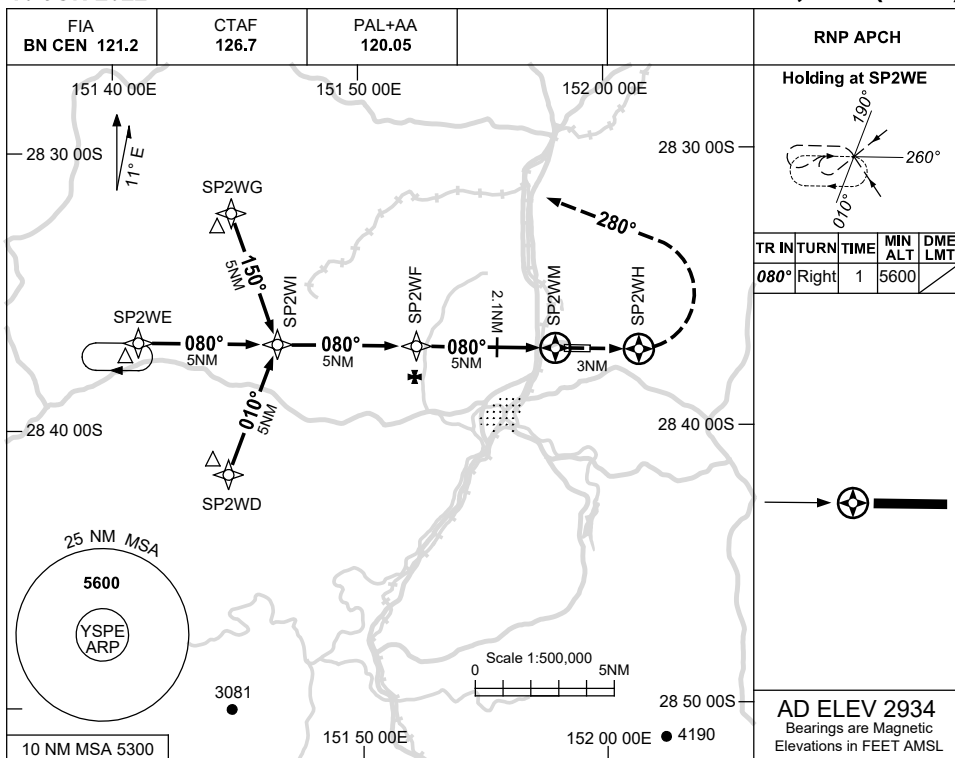 FIA
BN CEN 121.2
CTAF
126.7
PAL+AA
120.05
RNP APCH
151 40 00E
151 50 00E
152 00 00E
28 30 00S
28 30 00S
11° E
SP2WG
150°
5NM
SP2WI
SP2WE
080°
5NM
080°
5NM
SP2WF
080°
5NM
2.1NM
SP2WM
3NM
SP2WH
280°
010°
5NM
SP2WD
28 40 00S
28 40 00S
25 NM MSA
5600
YSPE
ARP
3081
Scale 1:500,000
0
5NM
28 50 00S
4190
151 50 00E
152 00 00E
10 NM MSA 5300
Holding at SP2WE
190°
260°
010°
TR IN TURN TIME MIN ALT DME LMT
080° Right 1 5600
AD ELEV 2934
Bearings are Magnetic
Elevations in FEET AMSL